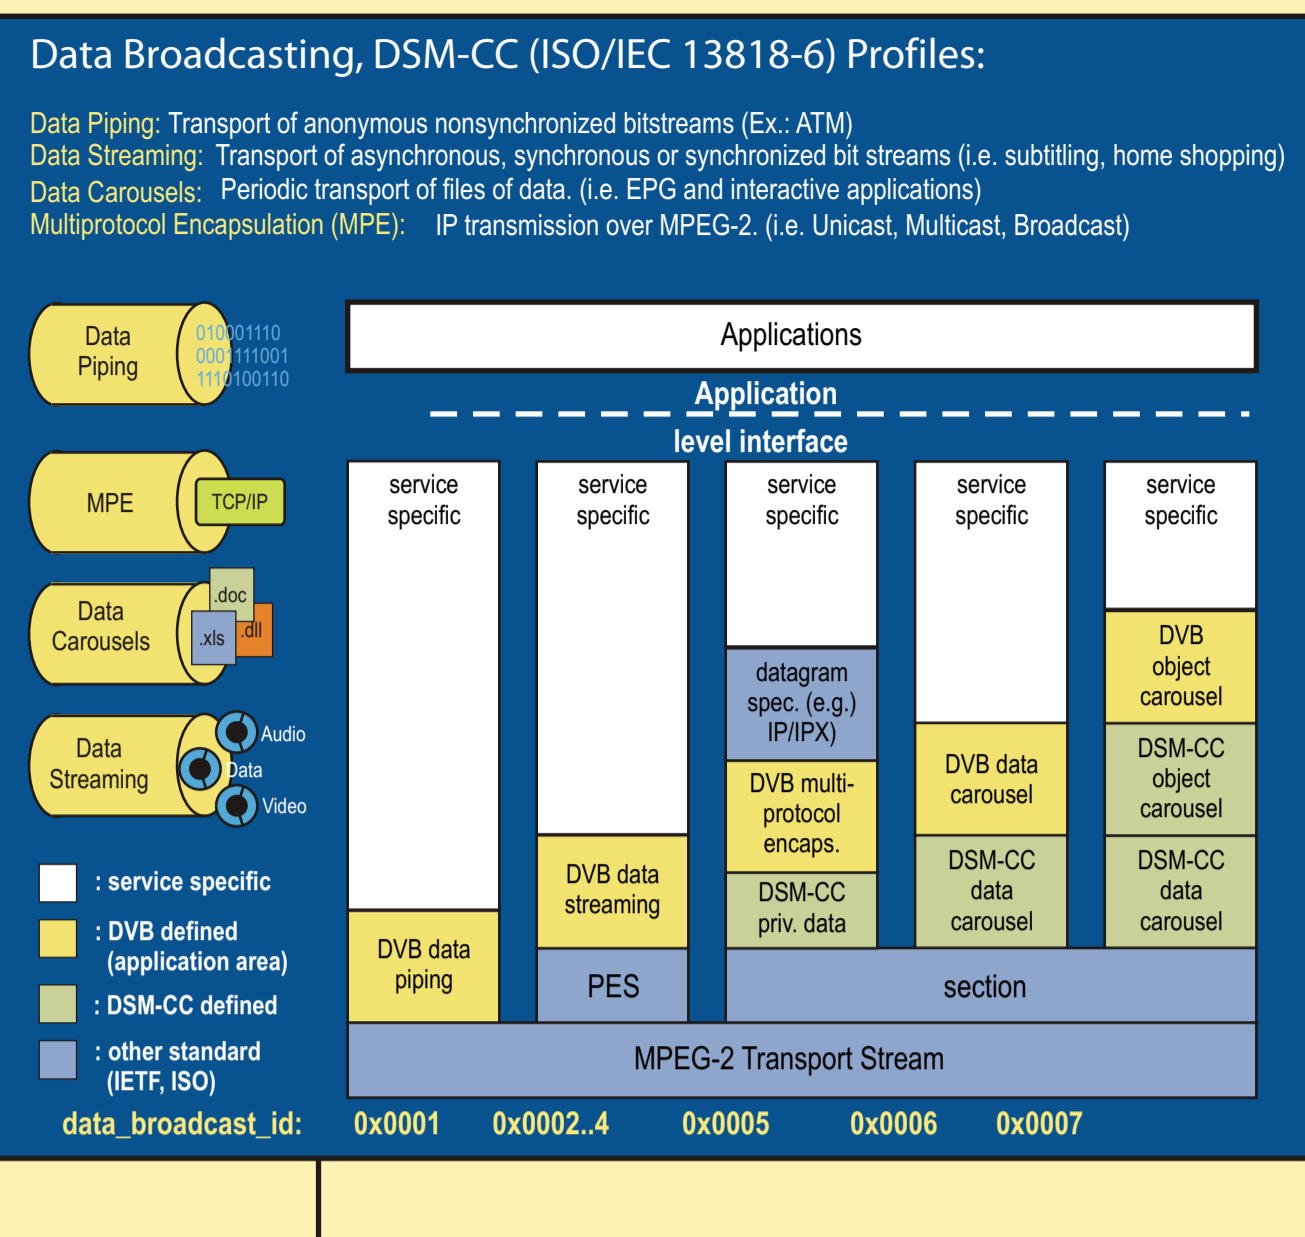 Data Broadcasting, DSM-CC (ISO/IEC 13818-6) Profiles:
Data Piping: Transport of anonymous nonsynchronized bitstreams (Ex.: ATM)
Data Streaming: Transport of asynchronous, synchronous or synchronized bit streams (i.e. subtitling, home shopping)
Data Carousels: Periodic transport of files of data. (i.e. EPG and interactive applications)
Multiprotocol Encapsulation (MPE): IP transmission over MPEG-2. (i.e. Unicast, Multicast, Broadcast)
Data
Piping
010001110
0001111001
1110100110
MPE
TCP/IP
Data
Carousels
.doc
.xls
.dll
Data
Streaming
Audio
Data
Video
: service specific
: DVB defined
(application area)
: DSM-CC defined
: other standard
(IETF, ISO)
Applications
Application
level interface
service
specific
DVB data
piping
service
specific
DVB data
streaming
PES
service
specific
datagram
spec. (e.g.)
IP/IPX)
DVB multi-
protocol
encaps.
DSM-CC
priv. data
service
specific
DVB data
carousel
DSM-CC
data
carousel
service
specific
DVB
object
carousel
DSM-CC
object
carousel
DSM-CC
data
carousel
section
MPEG-2 Transport Stream
data_broadcast_id: 0x0001 0x0002..4 0x0005 0x0006 0x0007